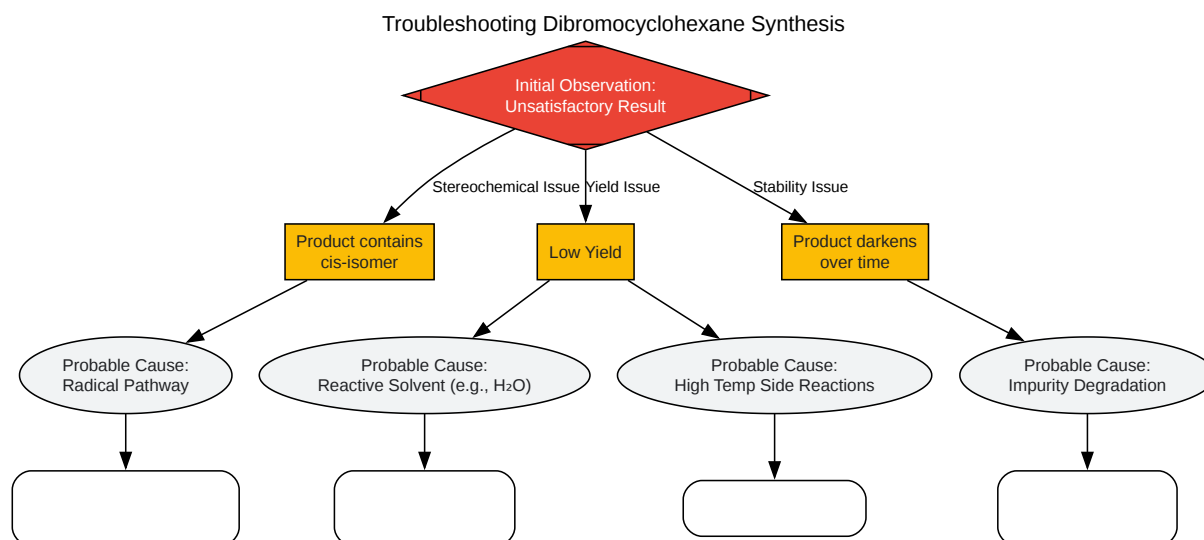 Troubleshooting Dibromocyclohexane Synthesis
Initial Observation:
Unsatisfactory Result
Stereochemical Issue
Yield Issue
Stability Issue
Product contains
cis-isomer
Low Yield
Product darkens
over time
Probable Cause:
Radical Pathway
Probable Cause:
Reactive Solvent (e.g., H₂O)
Probable Cause:
High Temp Side Reactions
Probable Cause:
Impurity Degradation